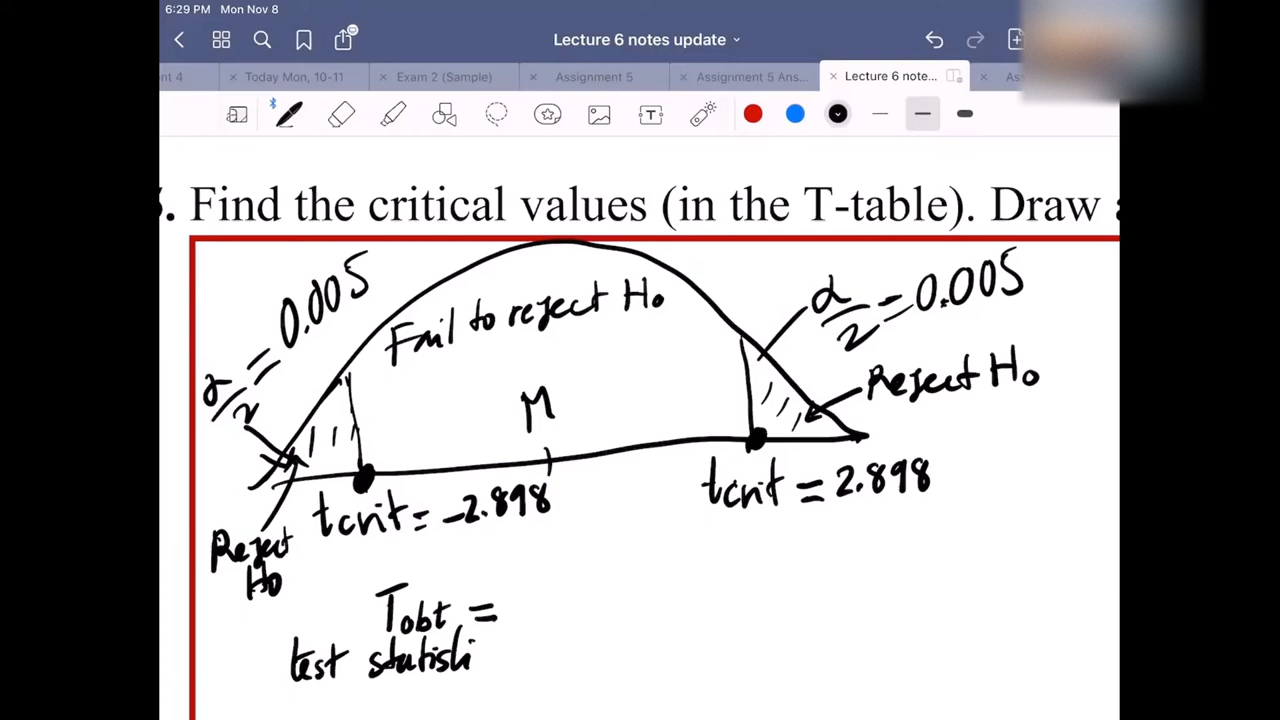 6:29 PM Mon Nov 8
Lecture 6 notes update
nt 4
Today Mon, 10-11
Exam 2 (Sample)
Assignment 5
Assignment 5 Ans...
Lecture 6 note...
As
. Find the critical values (in the T-table). Draw
α/2 = 0.005
Fail to reject H0
α/2 = 0.005
Reject H0
M
tcrit = -2.898
tcrit = 2.898
Reject
H0
Tobt =
test statisti